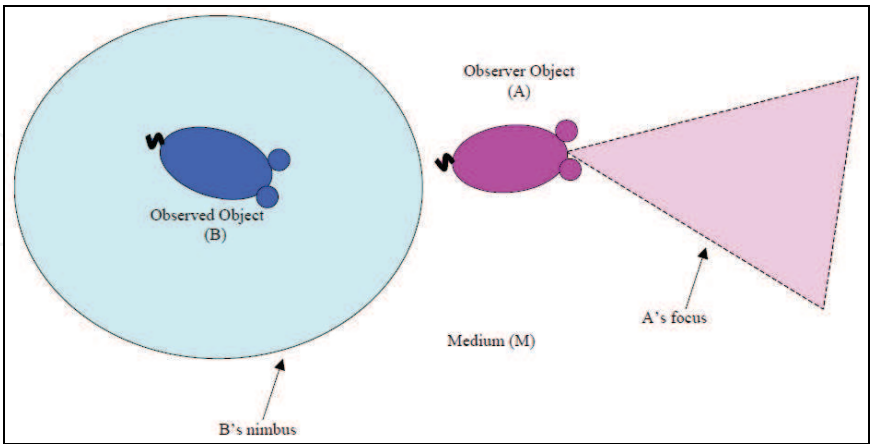 Observer Object
(A)
Observed Object
(B)
A's focus
Medium (M)
B's nimbus